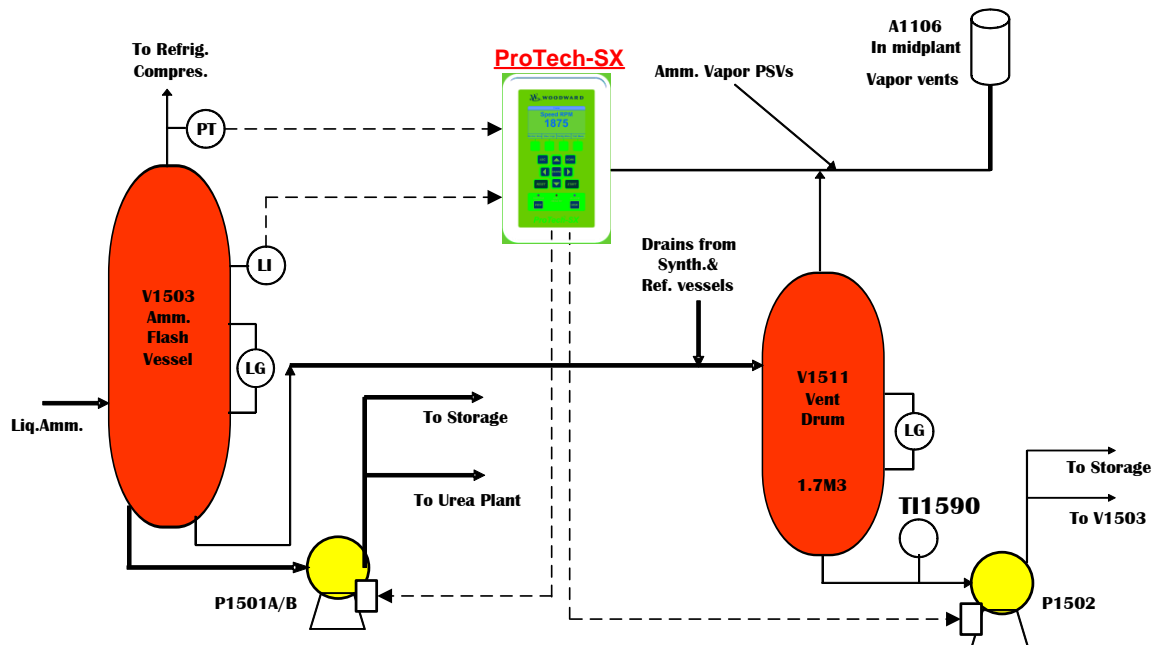 To Refrig.
Compres.
ProTech-SX
A1106
In midplant
Vapor vents
Amm. Vapor PSVs
PT
WOODWARD
Speed RPM
1875
LI
Drains from
Synth.&
Ref. vessels
V1503
Amm.
Flash
Vessel
LG
V1511
Vent
Drum
LG
1.7M3
Liq.Amm.
To Storage
To Urea Plant
To Storage
To V1503
TI1590
P1501A/B
P1502